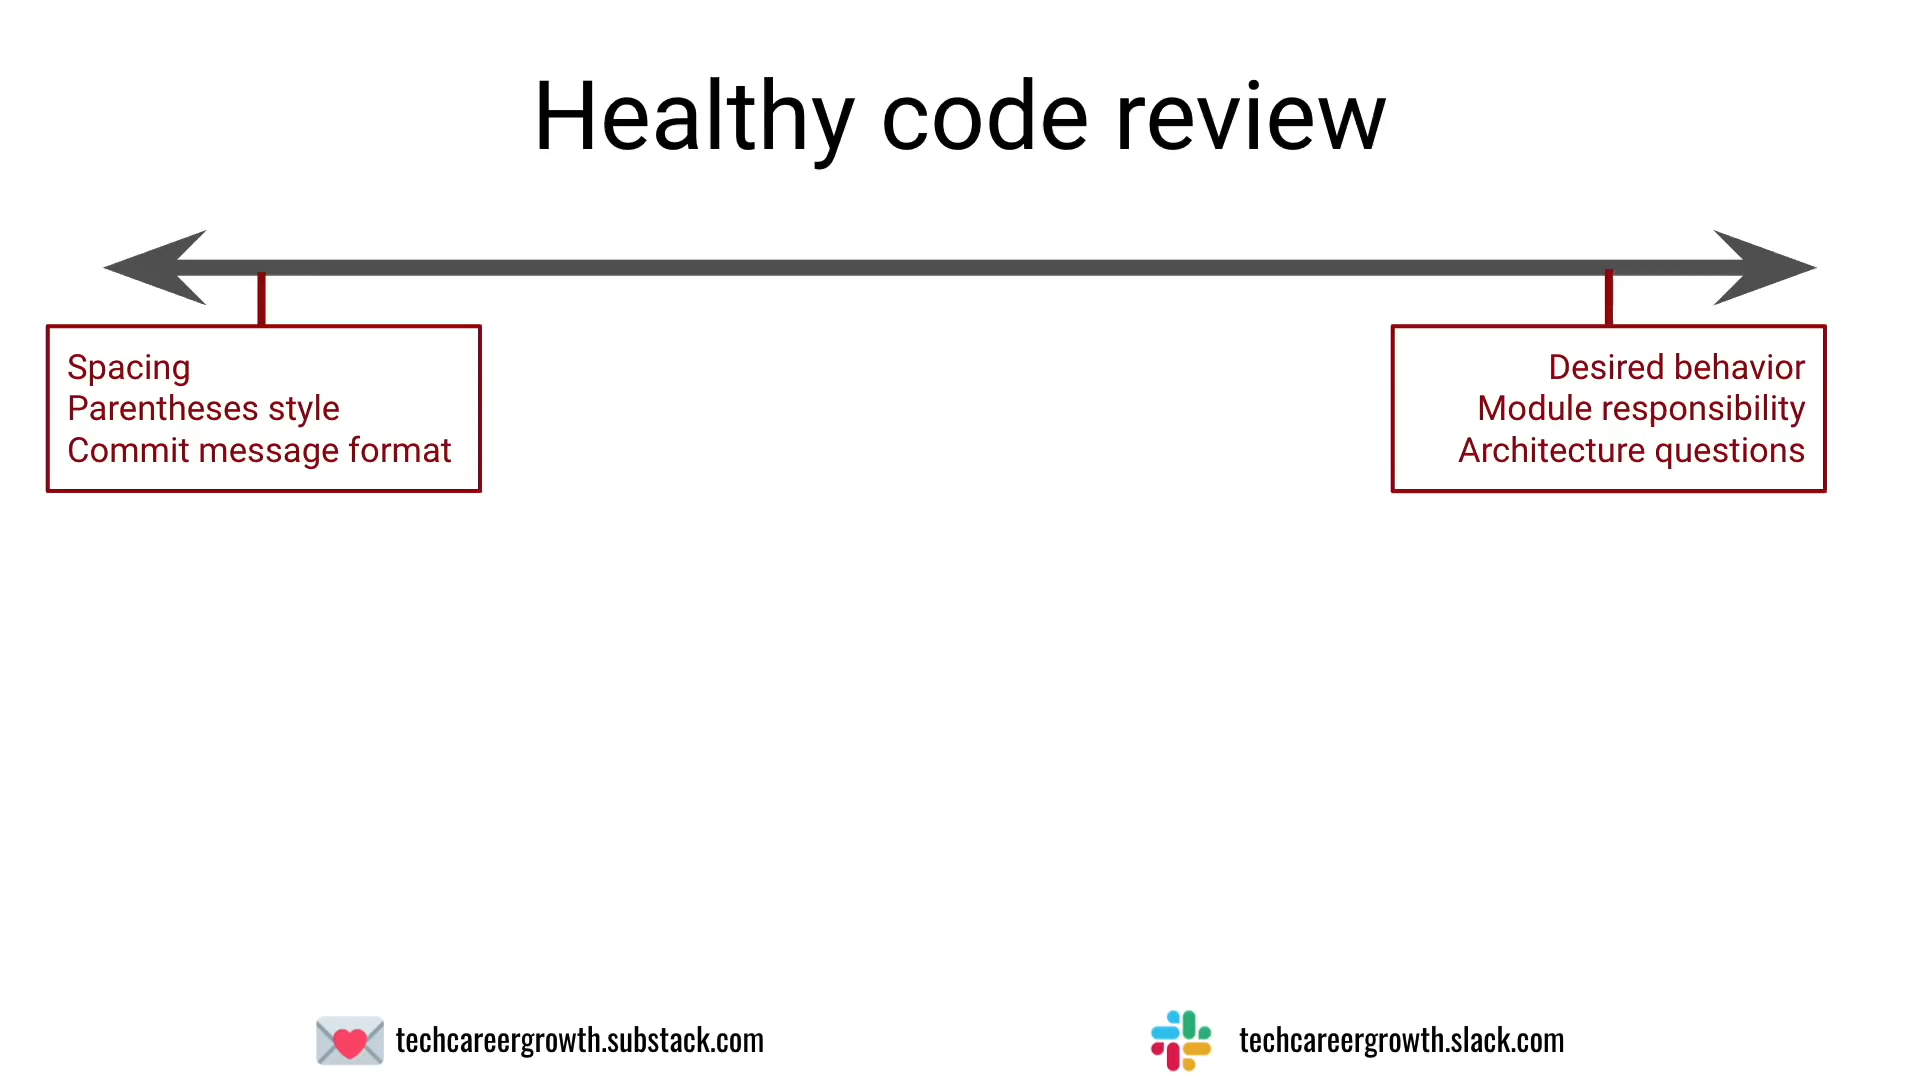 Healthy code review
Spacing
Parentheses style
Commit message format
Desired behavior
Module responsibility
Architecture questions
techcareergrowth.substack.com
techcareergrowth.slack.com